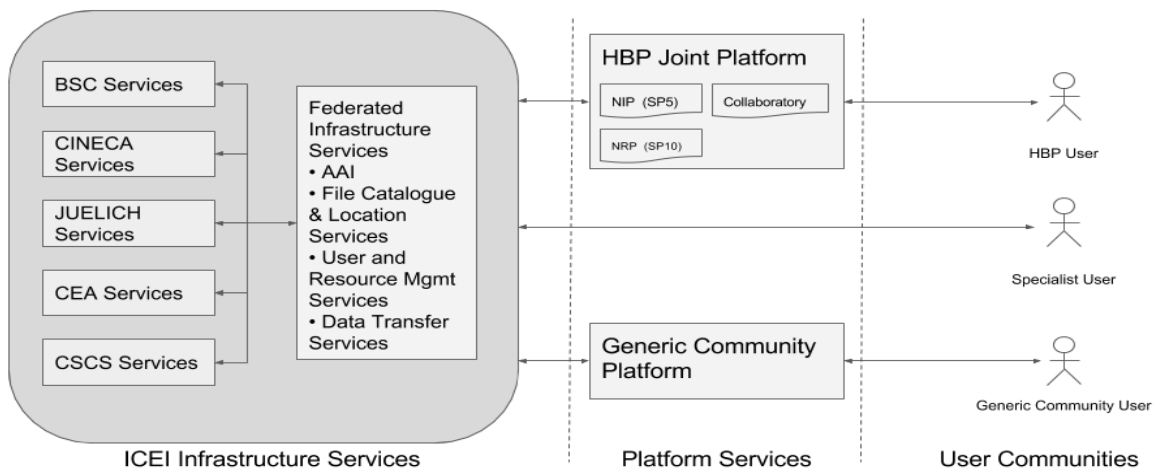 BSC Services
CINECA
Services
JUELICH
Services
CEA Services
CSCS Services
Federated
Infrastructure
Services
• AAI
• File Catalogue
& Location
Services
• User and
Resource Mgmt
Services
• Data Transfer
Services
ICEI Infrastructure Services
HBP Joint Platform
NIP (SP5)
Collaboratory
NRP (SP10)
Generic Community
Platform
Platform Services
HBP User
Specialist User
Generic Community User
User Communities